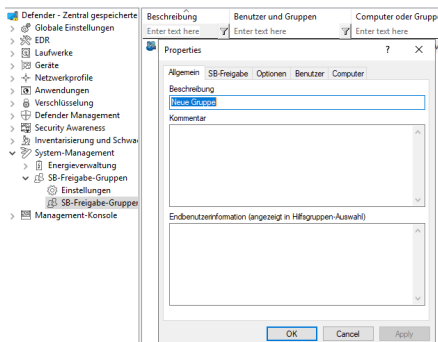 Defender - Zentral gespeicherte
Globale Einstellungen
EDR
Laufwerke
Geräte
Netzwerkprofile
Anwendungen
Verschlüsselung
Defender Management
Security Awareness
Inventarisierung und Schwa
System-Management
Energieverwaltung
SB-Freigabe-Gruppen
Einstellungen
SB-Freigabe-Gruppen
Management-Konsole
Beschreibung Benutzer und Gruppen Computer oder Grupp
Enter text here Enter text here Enter text here
Properties ? ×
Allgemein SB-Freigabe Optionen Benutzer Computer
Beschreibung
Neue Gruppe
Kommentar
Endbenutzerinformation (angezeigt in Hilfsgruppen-Auswahl)
OK Cancel Apply